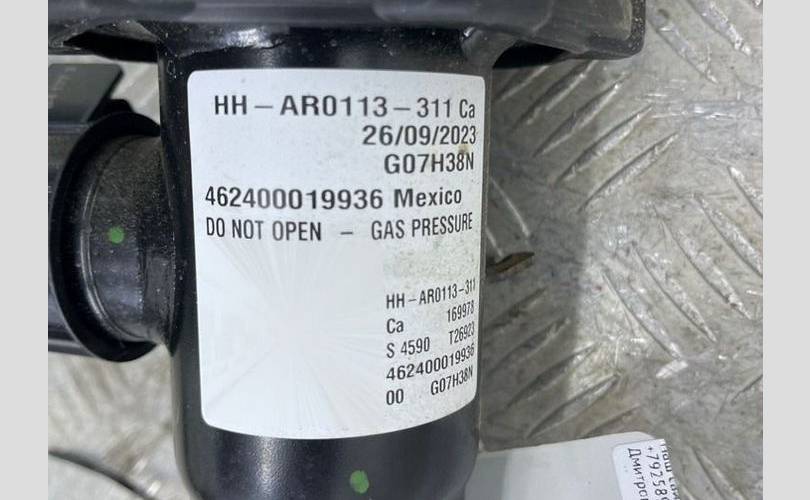 HH-AR0113-311 Ca
26/09/2023
G07H38N
462400019936 Mexico
DO NOT OPEN - GAS PRESSURE
HH-AR0113-311
Ca 169978
S 4590 T26923
462400019936
00 G07H38N